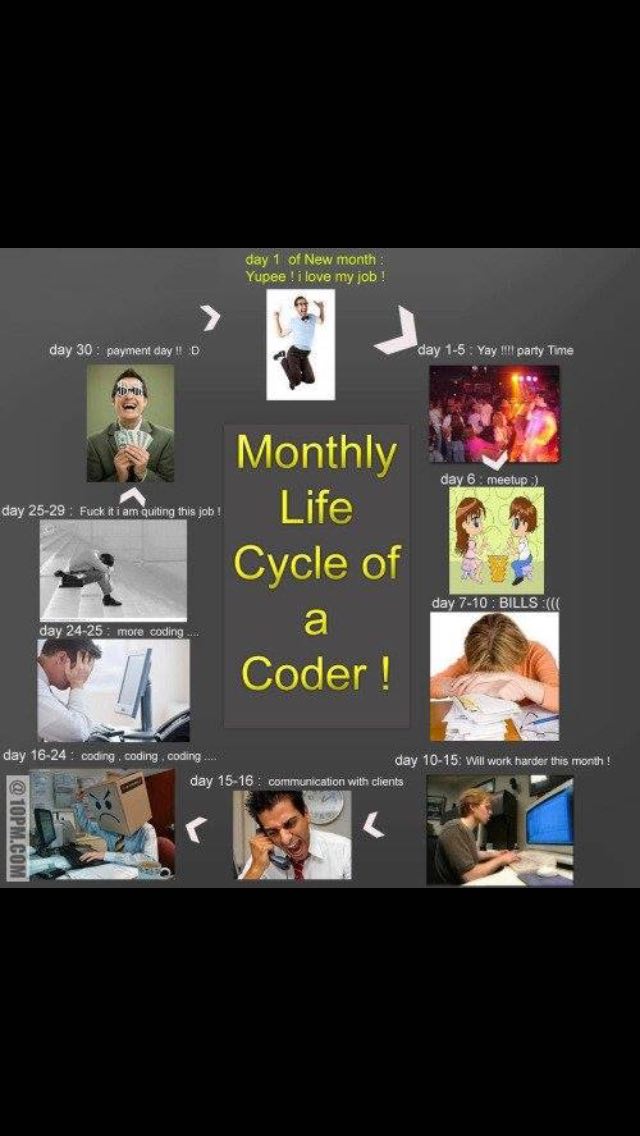 day 1 of New month :
Yupee ! i love my job !
day 1-5 : Yay !!!! party Time
day 6 : meetup ;)
day 7-10 : BILLS :(((
day 10-15: Will work harder this month !
day 15-16 : communication with clients
day 16-24 : coding , coding , coding ....
day 24-25 : more coding ....
day 25-29 : Fuck it i am quiting this job !
day 30 : payment day !! :D
Monthly
Life
Cycle of
a
Coder !
@10PM.COM